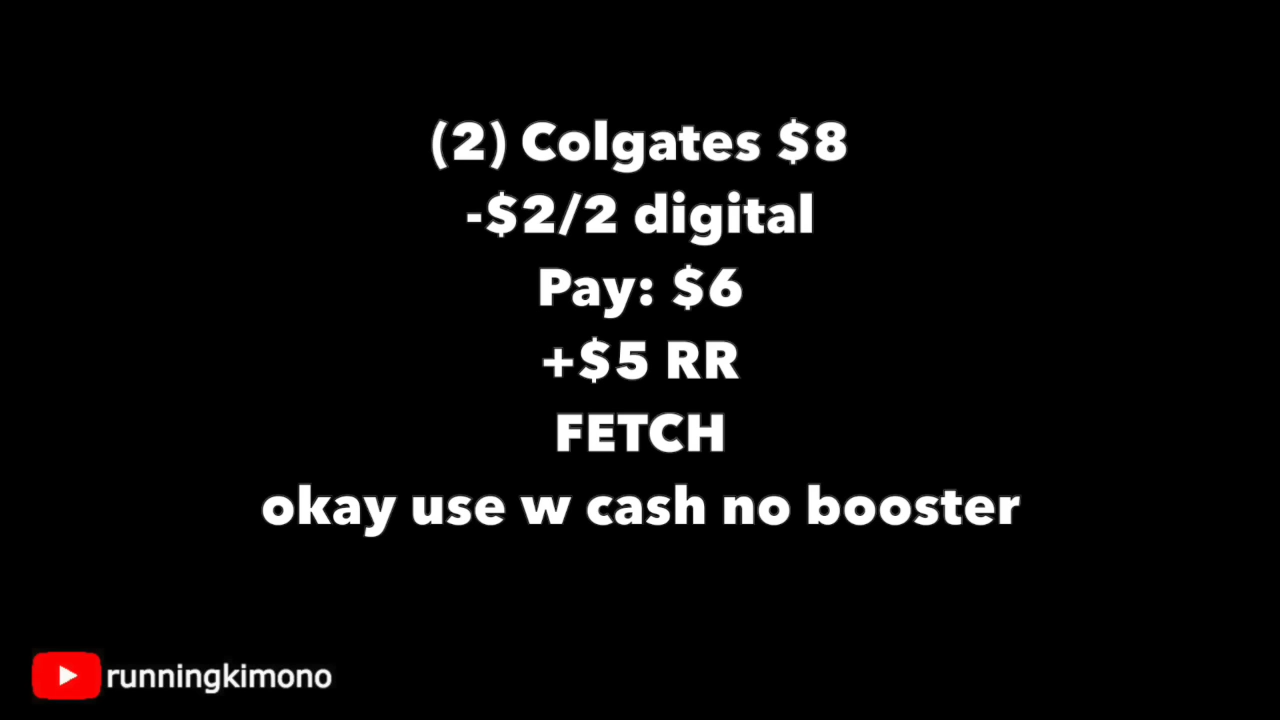 (2) Colgates $8
-$2/2 digital
Pay: $6
+$5 RR
FETCH
okay use w cash no booster
runningkimono